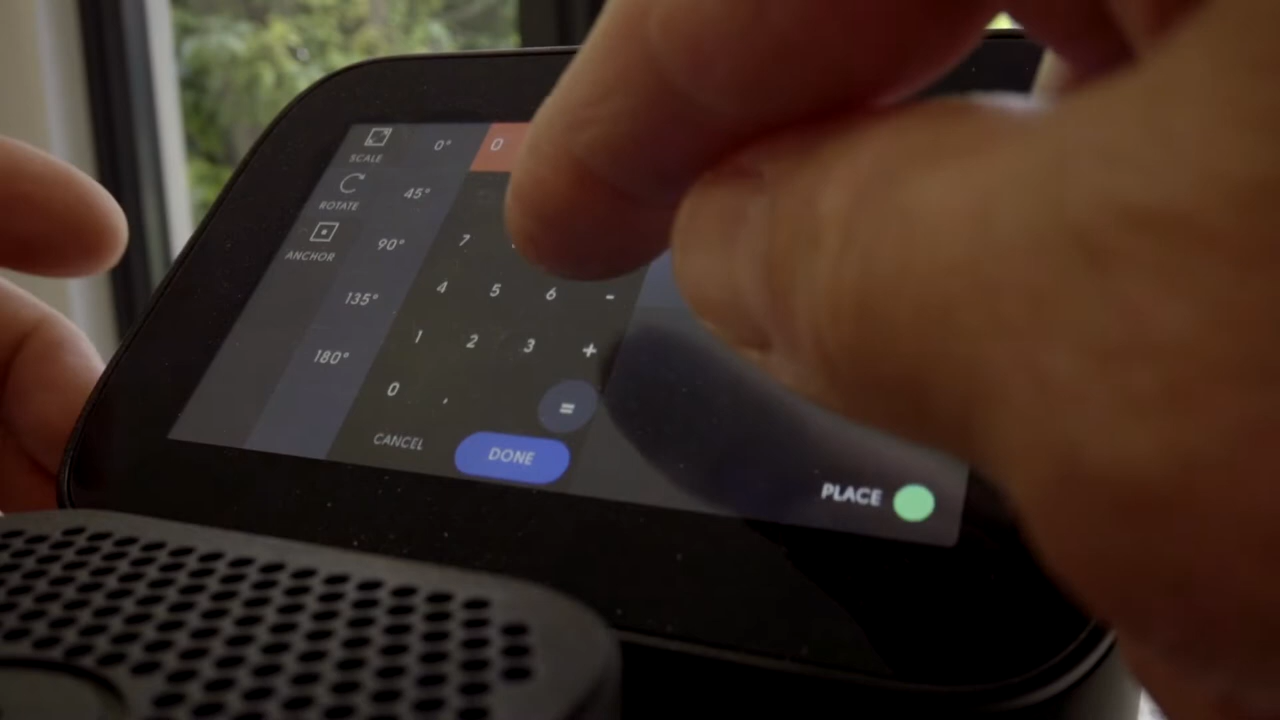 SCALE
ROTATE
ANCHOR
0°
45°
90°
135°
180°
0
7
4 5 6 -
1 2 3 +
0 , =
CANCEL DONE
PLACE